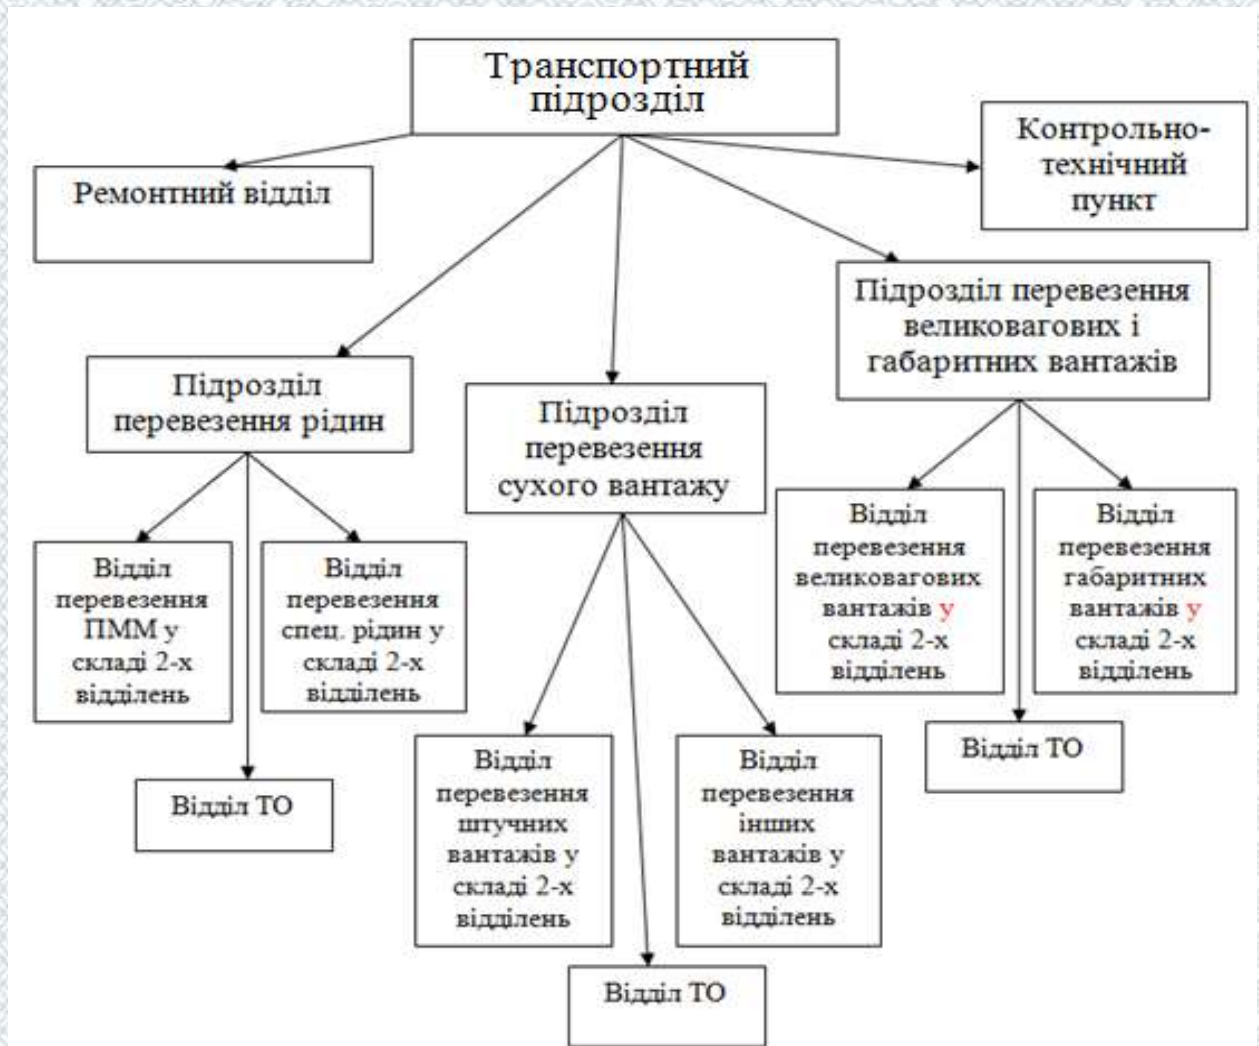 Транспортний
підрозділ
Контрольно-
технічний
пункт
Ремонтний відділ
Підрозділ перевезення
великовагових і
габаритних вантажів
Підрозділ
перевезення рідин
Підрозділ
перевезення
сухого вантажу
Відділ
перевезення
великовагових
вантажів у
складі 2-х
відділень
Відділ
перевезення
габаритних
вантажів у
складі 2-х
відділень
Відділ
перевезення
ПММ у
складі 2-х
відділень
Відділ
перевезення
спец. рідин у
складі 2-х
відділень
Відділ ТО
Відділ
перевезення
штучних
вантажів у
складі 2-х
відділень
Відділ
перевезення
інших
вантажів у
складі 2-х
відділень
Відділ ТО
Відділ ТО